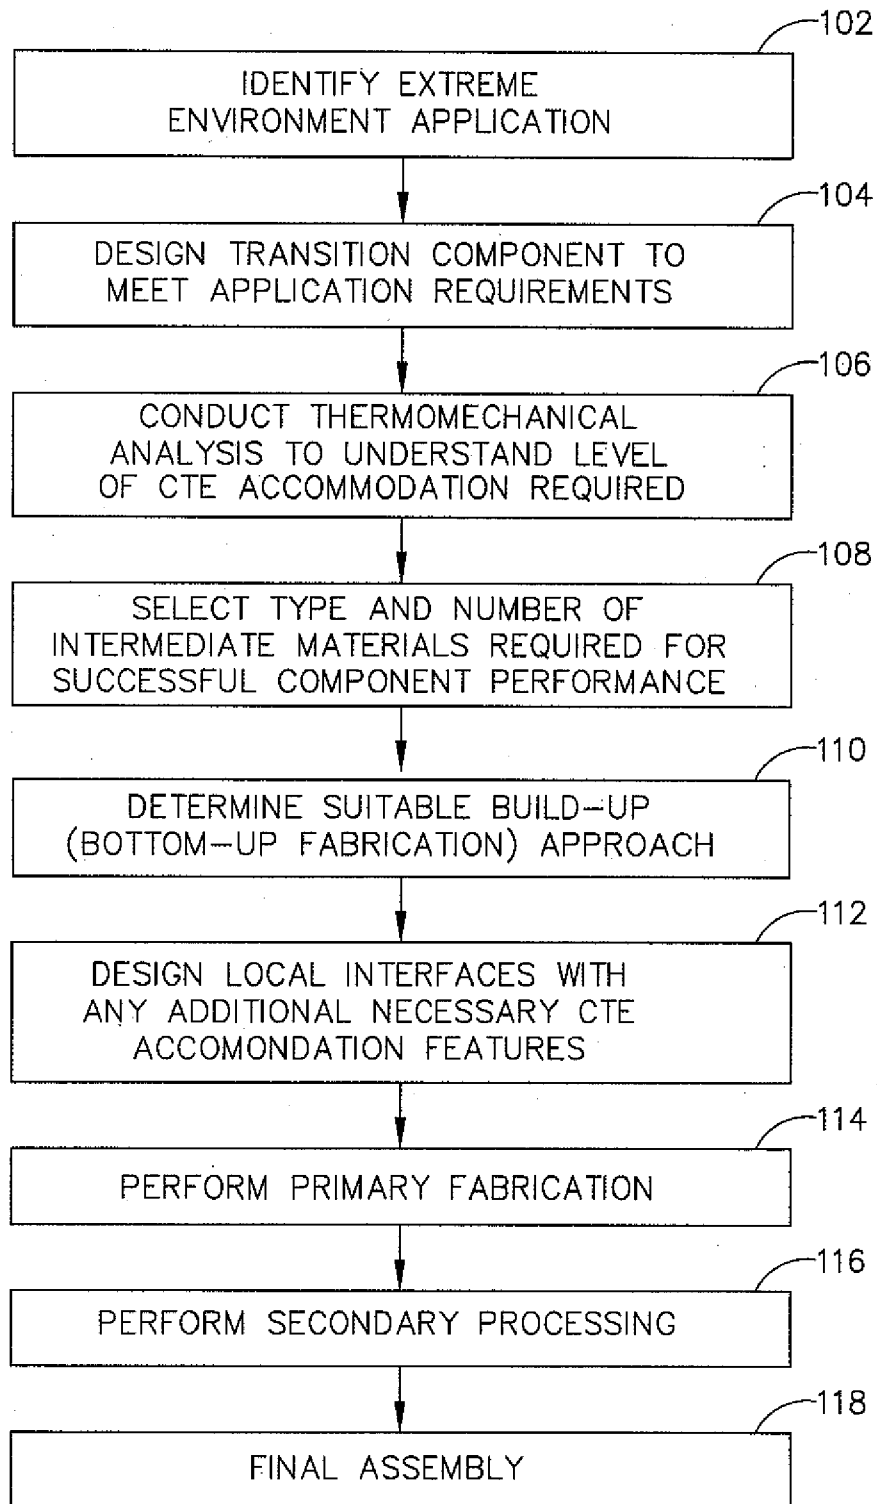 102
IDENTIFY EXTREME
ENVIRONMENT APPLICATION
104
DESIGN TRANSITION COMPONENT TO
MEET APPLICATION REQUIREMENTS
106
CONDUCT THERMOMECHANICAL
ANALYSIS TO UNDERSTAND LEVEL
OF CTE ACCOMMODATION REQUIRED
108
SELECT TYPE AND NUMBER OF
INTERMEDIATE MATERIALS REQUIRED FOR
SUCCESSFUL COMPONENT PERFORMANCE
110
DETERMINE SUITABLE BUILD-UP
(BOTTOM-UP FABRICATION) APPROACH
112
DESIGN LOCAL INTERFACES WITH
ANY ADDITIONAL NECESSARY CTE
ACCOMONDATION FEATURES
114
PERFORM PRIMARY FABRICATION
116
PERFORM SECONDARY PROCESSING
118
FINAL ASSEMBLY